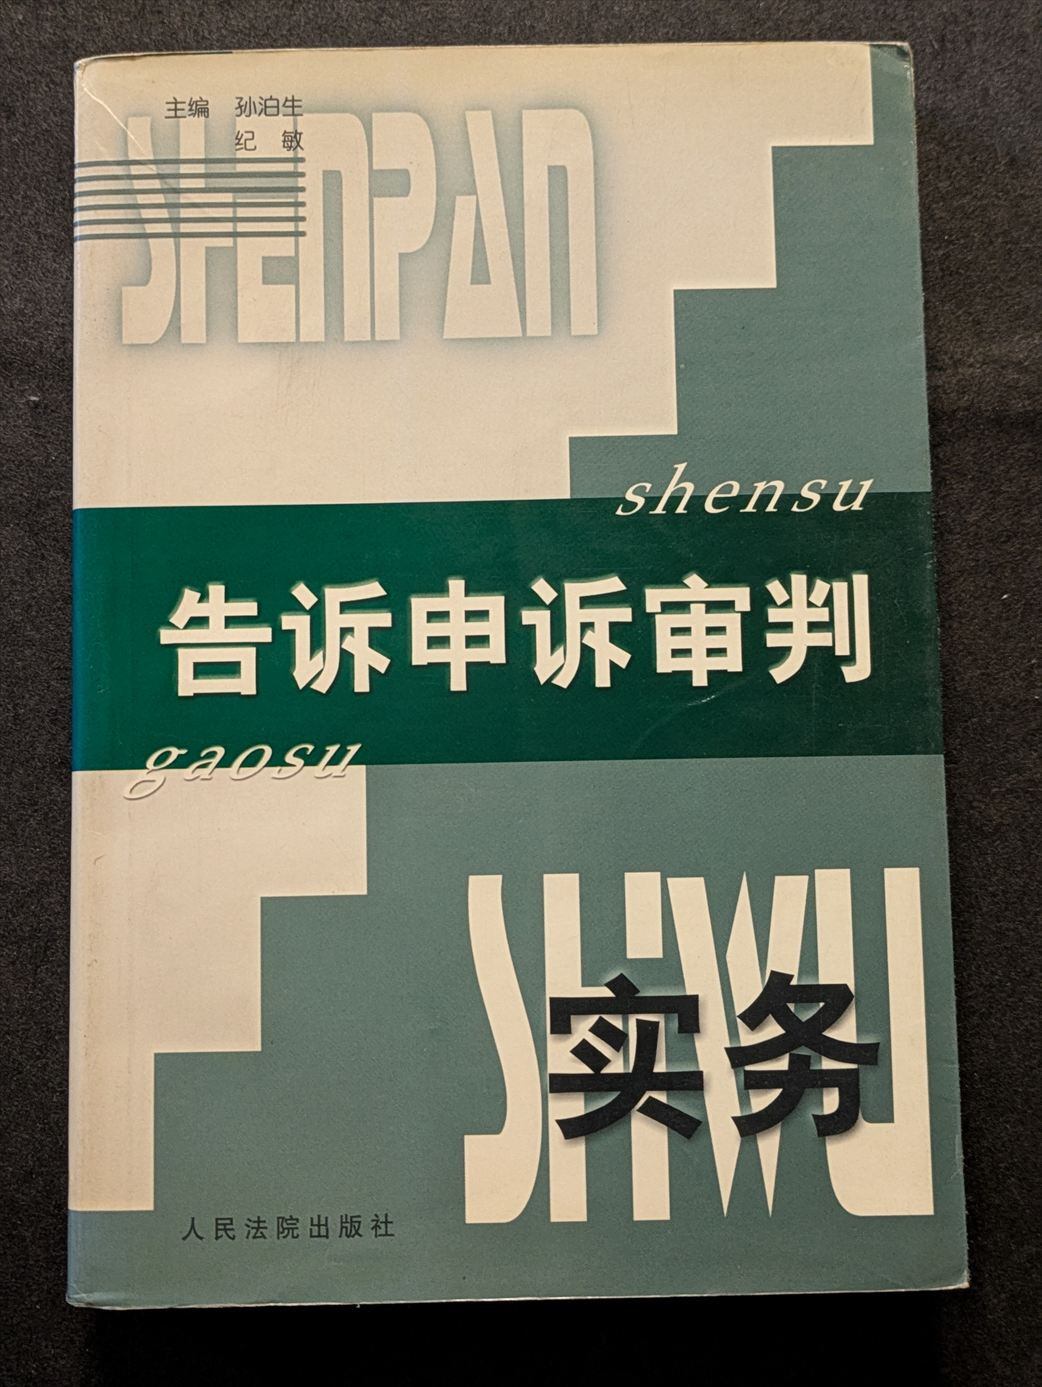 主编 孙泊生
纪 敏
SHENPAN
shensu
告诉申诉审判
gaosu
SHIWU
实务
人民法院出版社